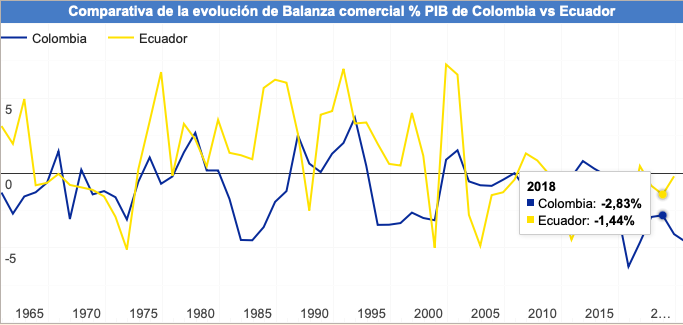 Comparativa de la evolución de Balanza comercial % PIB de Colombia vs Ecuador
Colombia Ecuador
5
0
-5
2018
Colombia: -2,83%
Ecuador: -1,44%
1965 1970 1975 1980 1985 1990 1995 2000 2005 2010 2015 2…